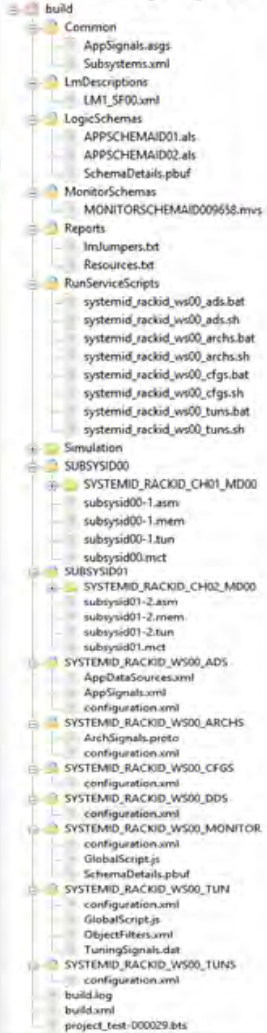 build
Common
AppSignals.asgs
Subsystems.xml
LmDescriptions
LM1_SF00.xml
LogicSchemas
APPSCHEMAID01.als
APPSCHEMAID02.als
SchemaDetails.pbuf
MonitorSchemas
MONITORSCHEMAID009658.mvs
Reports
lmJumpers.txt
Resources.txt
RunServiceScripts
systemid_rackid_ws00_ads.bat
systemid_rackid_ws00_ads.sh
systemid_rackid_ws00_archs.bat
systemid_rackid_ws00_archs.sh
systemid_rackid_ws00_cfgs.bat
systemid_rackid_ws00_cfgs.sh
systemid_rackid_ws00_tuns.bat
systemid_rackid_ws00_tuns.sh
Simulation
SUBSYSID00
SYSTEMID_RACKID_CH01_MD00
subsysid00-1.asm
subsysid00-1.mem
subsysid00-1.tun
subsysid00.mct
SUBSYSID01
SYSTEMID_RACKID_CH02_MD00
subsysid01-2.asm
subsysid01-2.mem
subsysid01-2.tun
subsysid01.mct
SYSTEMID_RACKID_WS00_ADS
AppDataSources.xml
AppSignals.xml
configuration.xml
SYSTEMID_RACKID_WS00_ARCHS
ArchSignals.proto
configuration.xml
SYSTEMID_RACKID_WS00_CFGS
configuration.xml
SYSTEMID_RACKID_WS00_DDS
configuration.xml
SYSTEMID_RACKID_WS00_MONITOR
configuration.xml
GlobalScript.js
SchemaDetails.pbuf
SYSTEMID_RACKID_WS00_TUN
configuration.xml
GlobalScript.js
ObjectFilters.xml
TuningSignals.dat
SYSTEMID_RACKID_WS00_TUNS
configuration.xml
build.log
build.xml
project_test-000029.bts